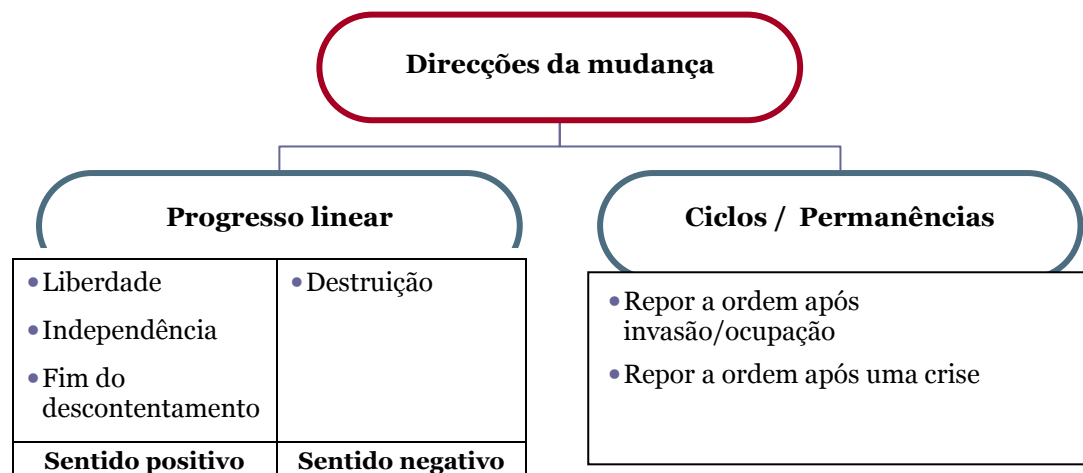 Direcções da mudança
Progresso linear
Ciclos / Permanências
•Liberdade
•Independência
•Fim do
descontentamento
Sentido positivo
•Destruição
Sentido negativo
•Repor a ordem após
invasão/ocupação
•Repor a ordem após uma crise